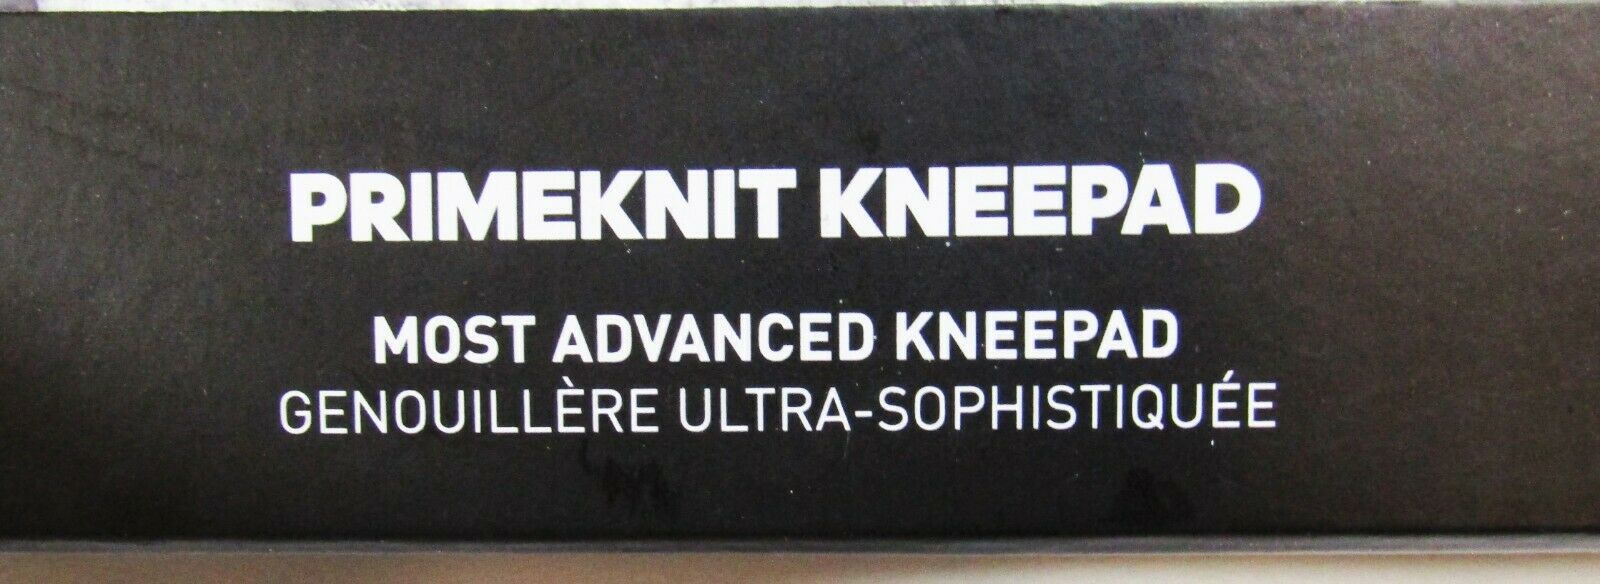 PRIMEKNIT KNEEPAD
MOST ADVANCED KNEEPAD
GENOUILLÈRE ULTRA-SOPHISTIQUÉE